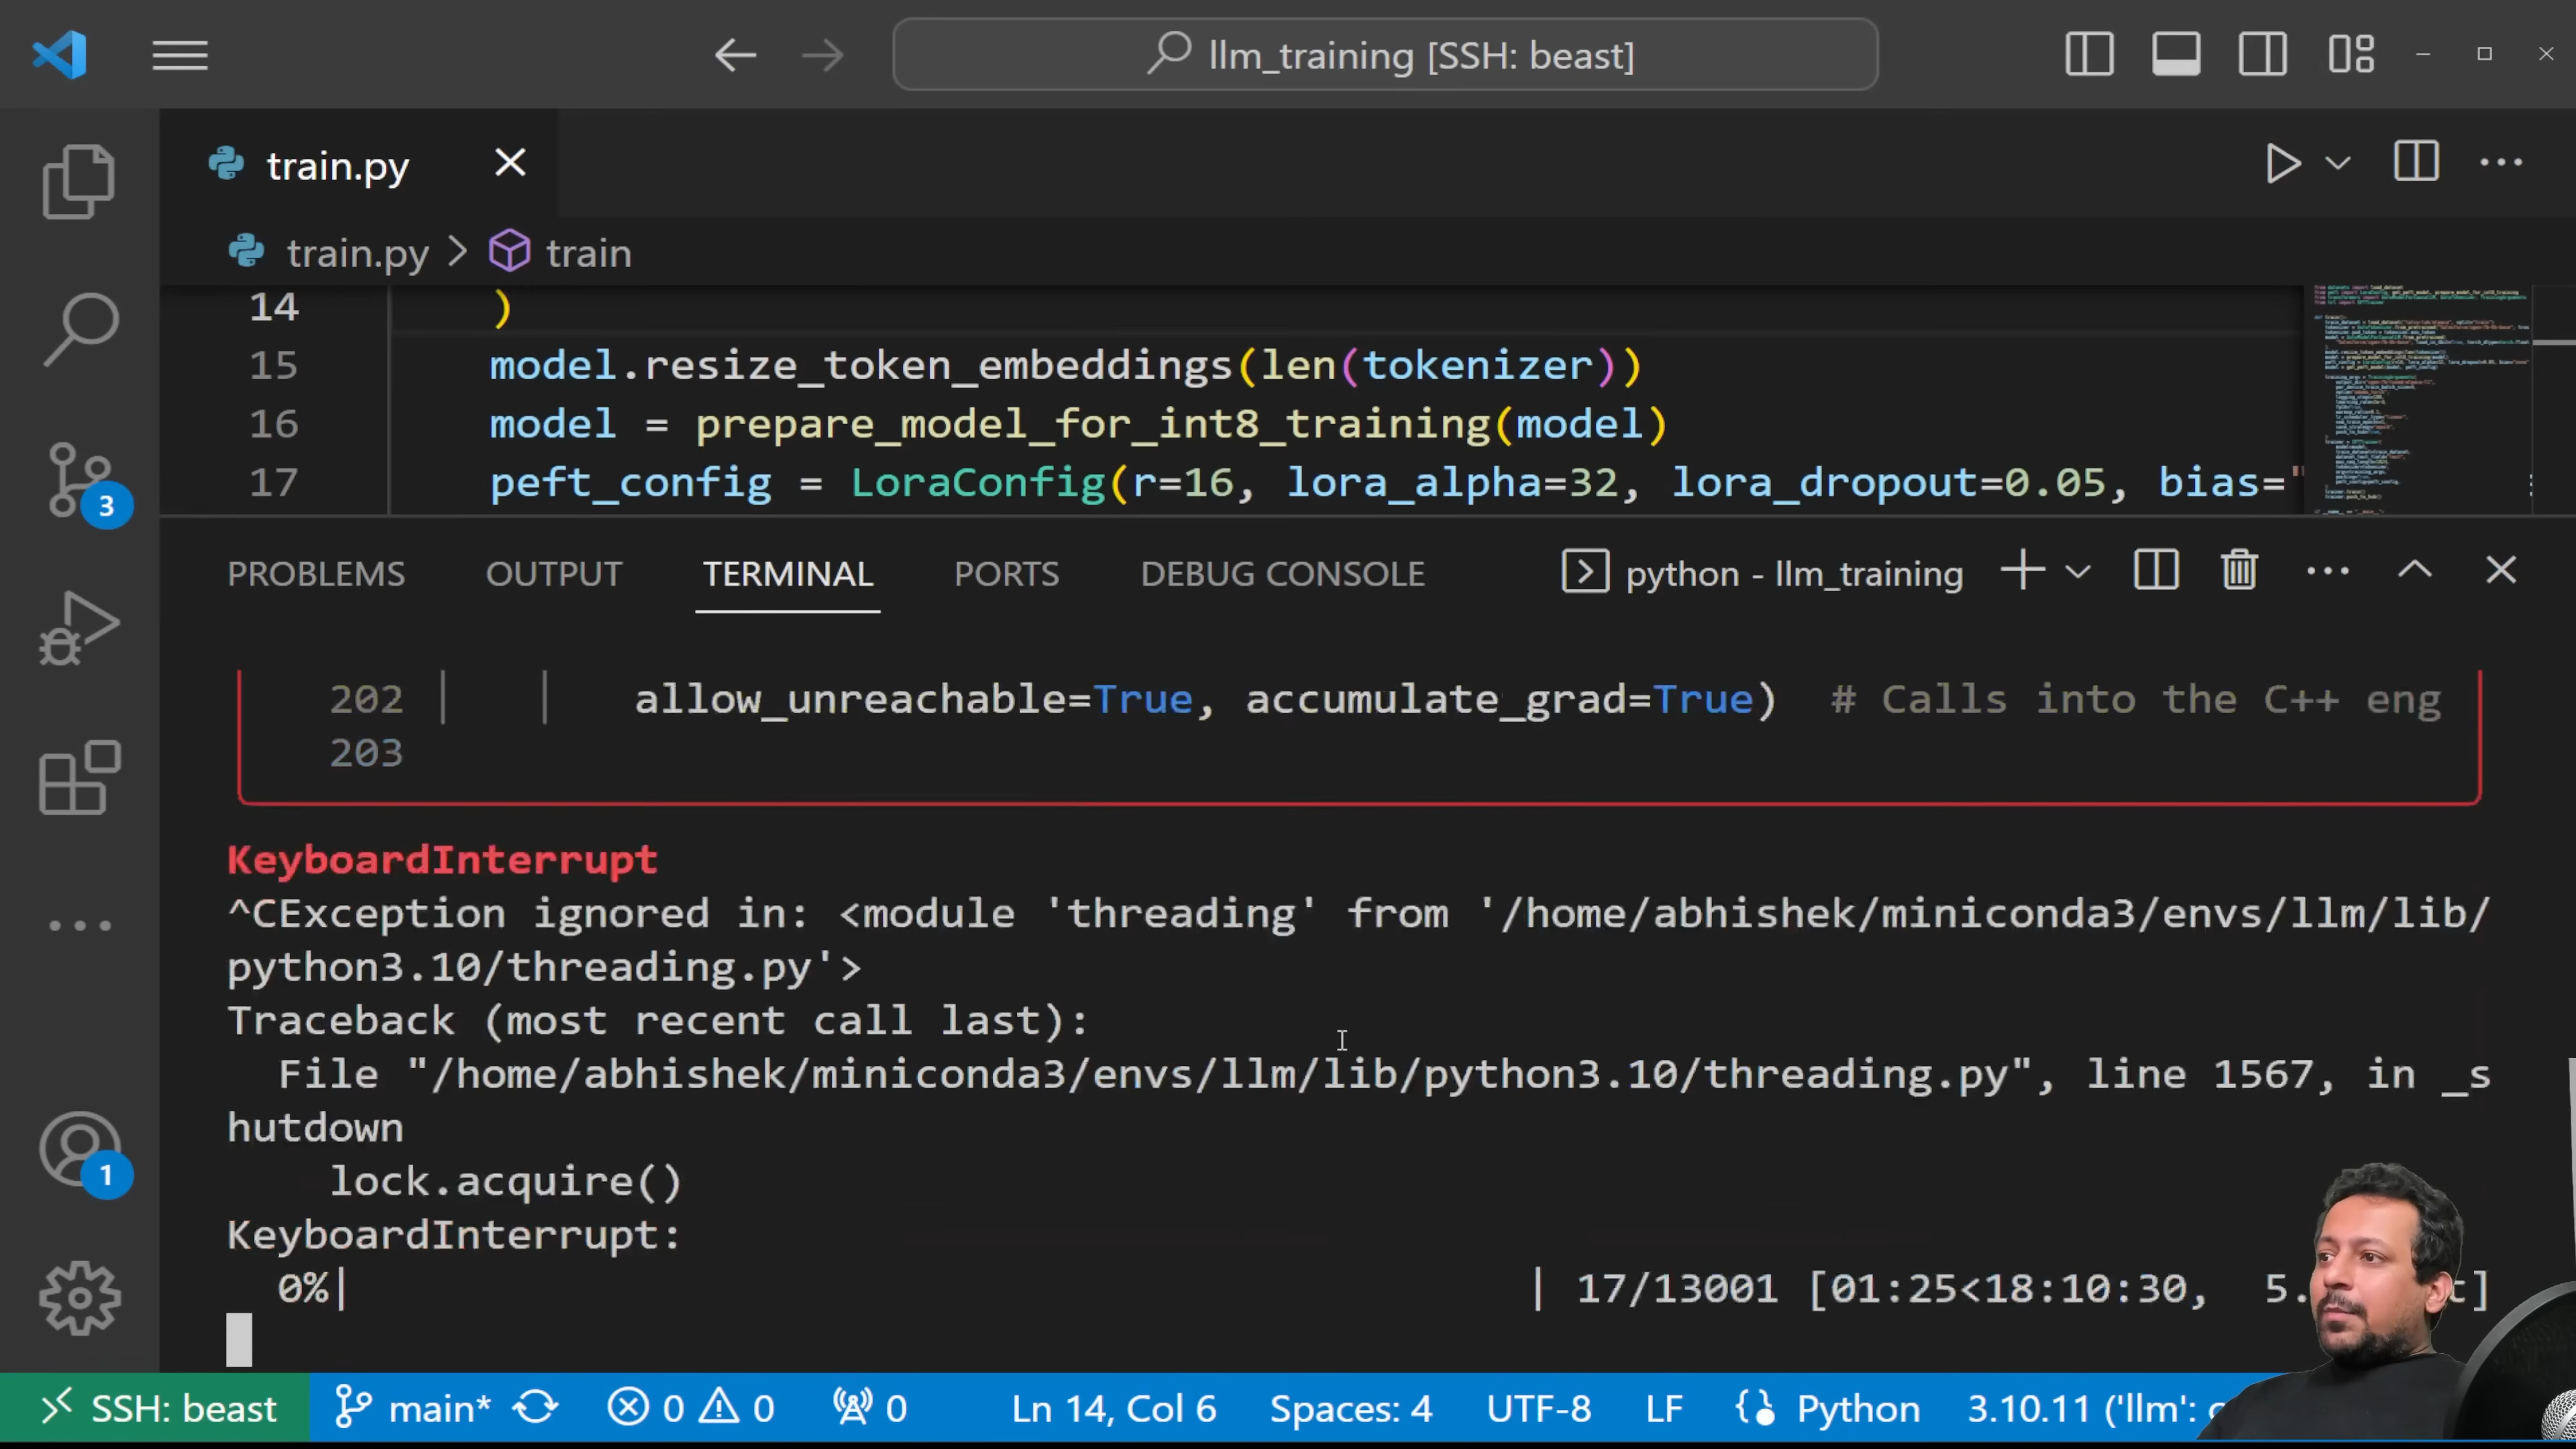 llm_training [SSH: beast]
train.py
train.py > train
14 )
15 model.resize_token_embeddings(len(tokenizer))
16 model = prepare_model_for_int8_training(model)
17 peft_config = LoraConfig(r=16, lora_alpha=32, lora_dropout=0.05, bias="
3
PROBLEMS OUTPUT TERMINAL PORTS DEBUG CONSOLE python - llm_training
202 | | allow_unreachable=True, accumulate_grad=True) # Calls into the C++ eng
203
KeyboardInterrupt
^CException ignored in: <module 'threading' from '/home/abhishek/miniconda3/envs/llm/lib/
python3.10/threading.py'>
Traceback (most recent call last):
File "/home/abhishek/miniconda3/envs/llm/lib/python3.10/threading.py", line 1567, in _s
hutdown
lock.acquire()
KeyboardInterrupt:
0%| | 17/13001 [01:25<18:10:30, 5.
1
SSH: beast main* 0 0 0 Ln 14, Col 6 Spaces: 4 UTF-8 LF Python 3.10.11 ('llm':